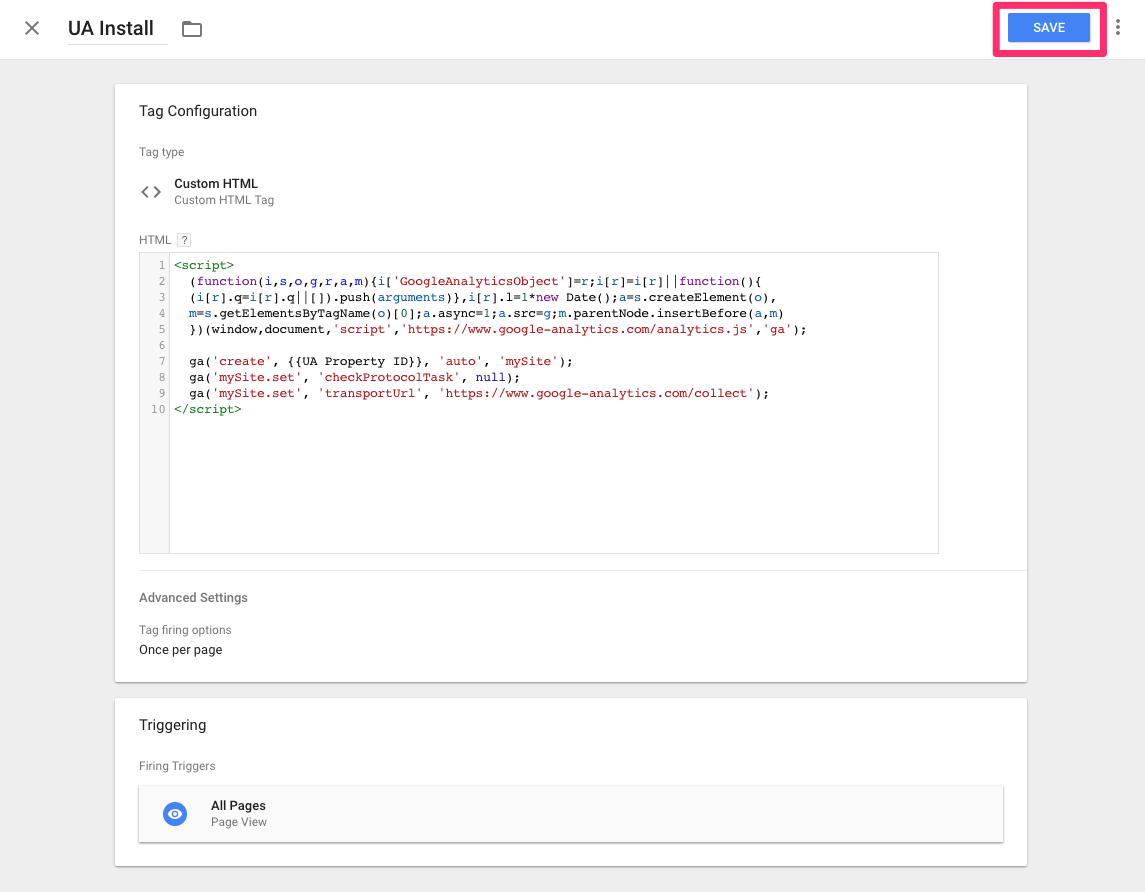 UA Install
SAVE
Tag Configuration
Tag type
Custom HTML
Custom HTML Tag
HTML ?
1 <script>
2   (function(i,s,o,g,r,a,m){i['GoogleAnalyticsObject']=r;i[r]=i[r]||function(){
3   (i[r].q=i[r].q||[]).push(arguments)},i[r].l=1*new Date();a=s.createElement(o),
4   m=s.getElementsByTagName(o)[0];a.async=1;a.src=g;m.parentNode.insertBefore(a,m)
5   })(window,document,'script','https://www.google-analytics.com/analytics.js','ga');
6
7   ga('create', {{UA Property ID}}, 'auto', 'mySite');
8   ga('mySite.set', 'checkProtocolTask', null);
9   ga('mySite.set', 'transportUrl', 'https://www.google-analytics.com/collect');
10 </script>
Advanced Settings
Tag firing options
Once per page
Triggering
Firing Triggers
All Pages
Page View